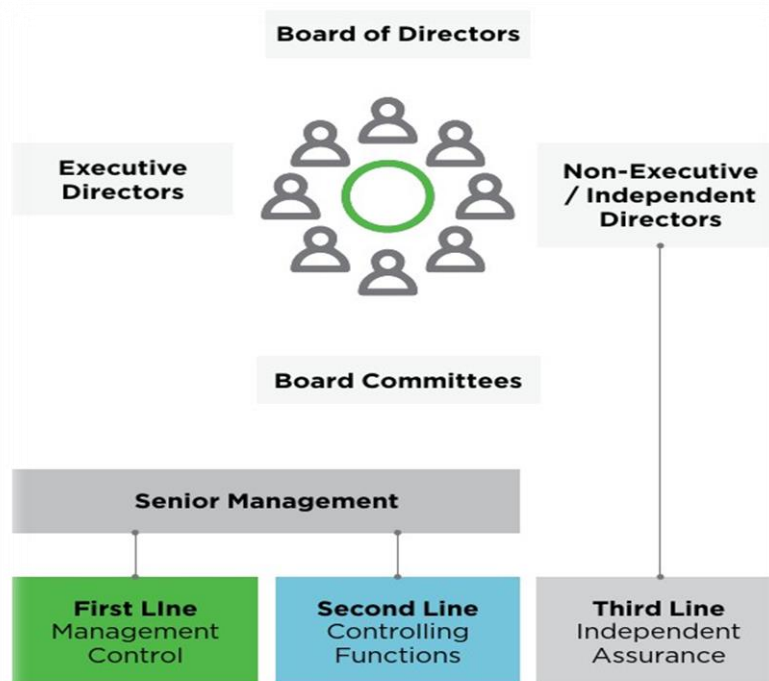 Board of Directors
Executive
Directors
Non-Executive
/ Independent
Directors
Board Committees
Senior Management
First LIne
Management
Control
Second Line
Controlling
Functions
Third Line
Independent
Assurance